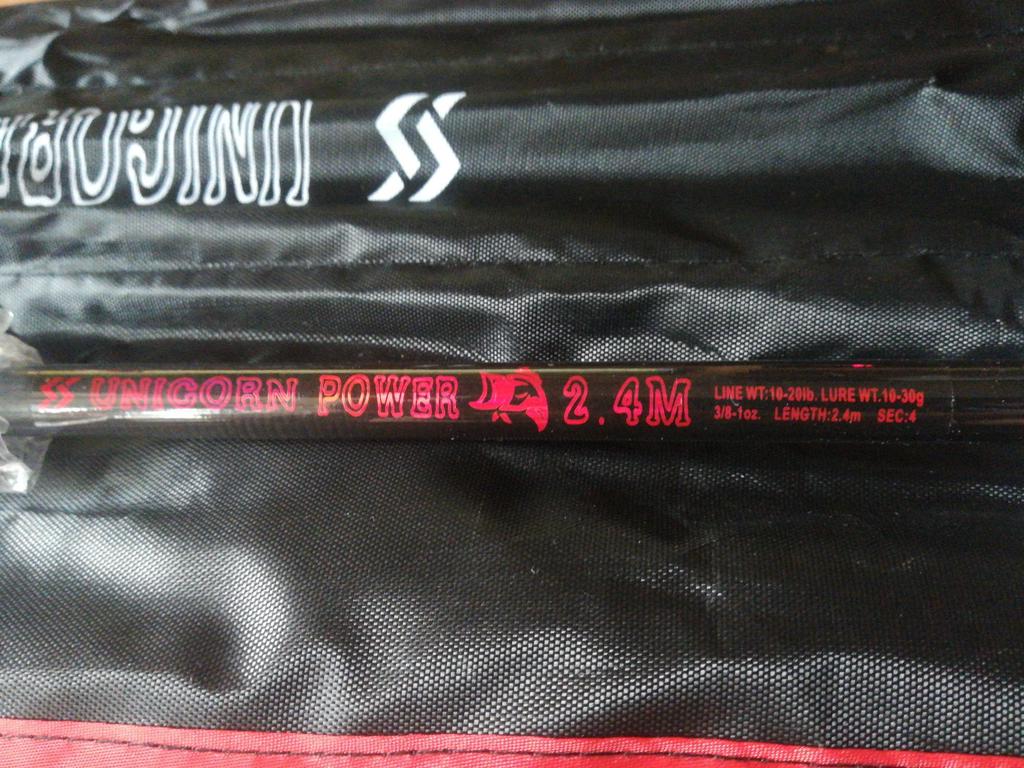 UNICOR
UNICORN POWER 2.4M
LINE WT:10-20lb. LURE WT.10-30g
3/8-1oz. LENGTH:2.4m SEC:4